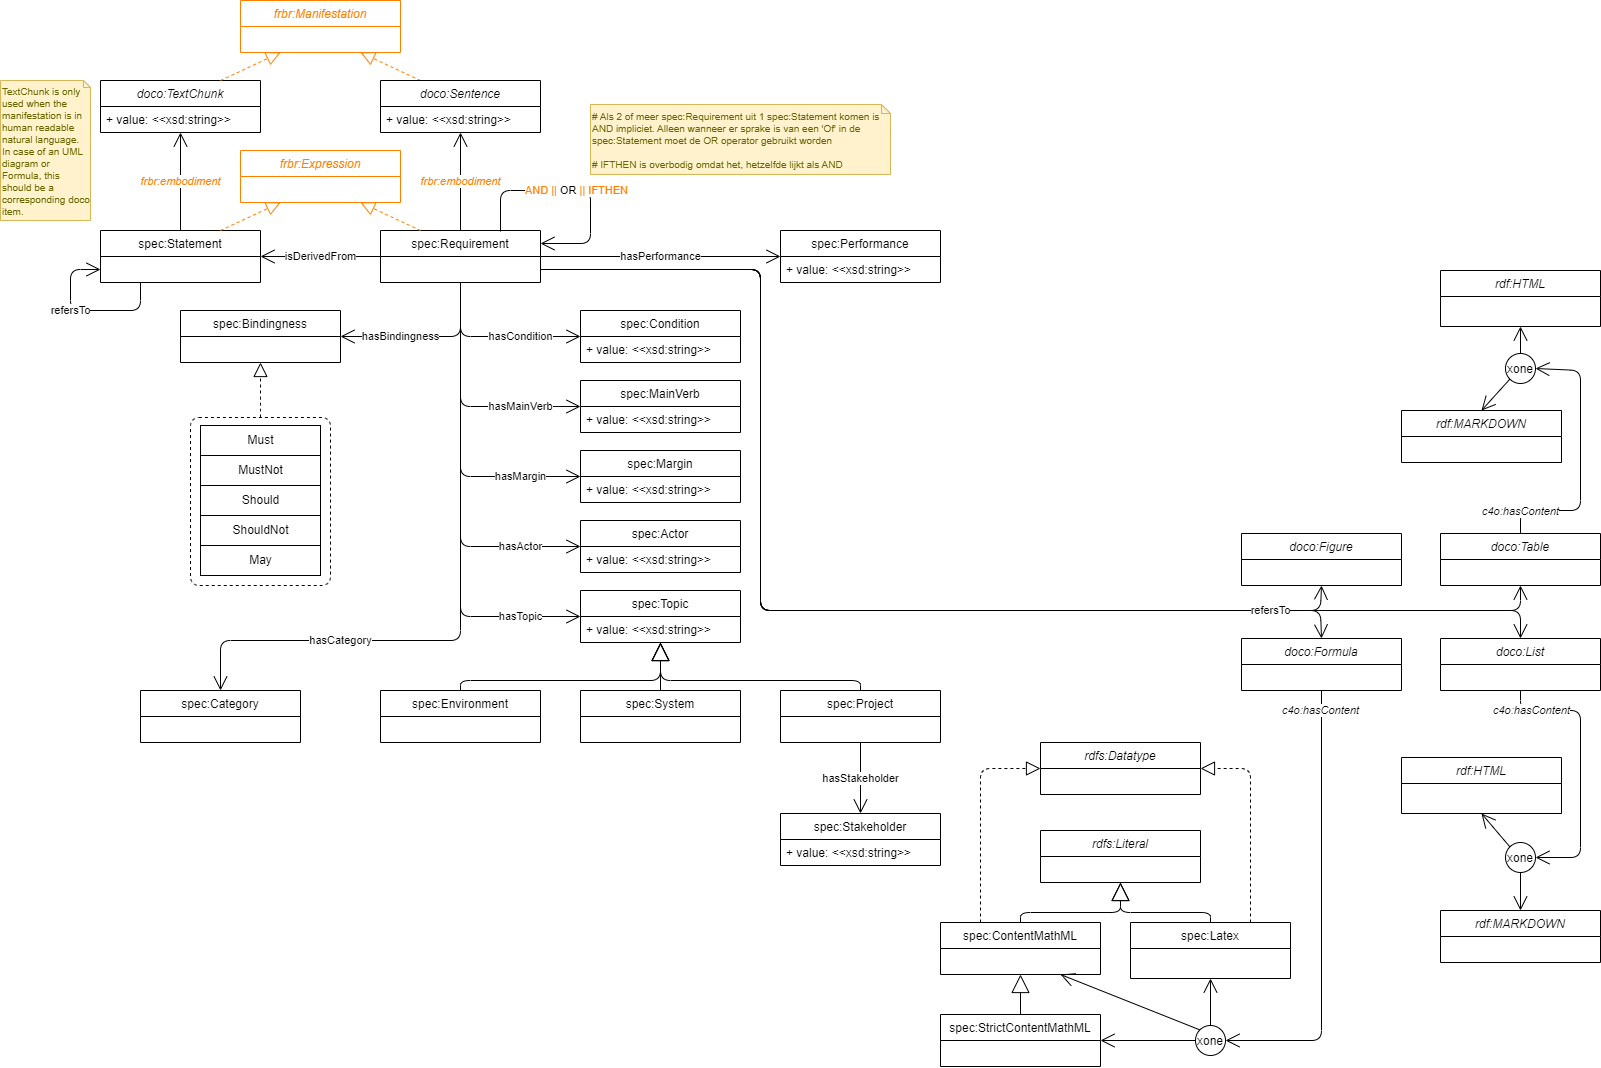 frbr:Manifestation
TextChunk is only
used when the
manifestation is in
human readable
natural language.
In case of an UML
diagram or
Formula, this
should be a
corresponding doco
item.
doco:TextChunk
+ value: <<xsd:string>>
doco:Sentence
+ value: <<xsd:string>>
# Als 2 of meer spec:Requirement uit 1 spec:Statement komen is
AND impliciet. Alleen wanneer er sprake is van een 'Of' in de
spec:Statement moet de OR operator gebruikt worden
# IFTHEN is overbodig omdat het, hetzelfde lijkt als AND
frbr:Expression
frbr:embodiment
frbr:embodiment
AND || OR || IFTHEN
spec:Statement
spec:Requirement
spec:Performance
+ value: <<xsd:string>>
isDerivedFrom
hasPerformance
refersTo
spec:Bindingness
hasBindingness
hasCondition
spec:Condition
+ value: <<xsd:string>>
hasMainVerb
spec:MainVerb
+ value: <<xsd:string>>
hasMargin
spec:Margin
+ value: <<xsd:string>>
hasActor
spec:Actor
+ value: <<xsd:string>>
hasTopic
spec:Topic
+ value: <<xsd:string>>
Must
MustNot
Should
ShouldNot
May
hasCategory
spec:Category
spec:Environment
spec:System
spec:Project
hasStakeholder
spec:Stakeholder
+ value: <<xsd:string>>
rdf:HTML
xone
rdf:MARKDOWN
c4o:hasContent
doco:Figure
doco:Table
refersTo
doco:Formula
doco:List
c4o:hasContent
c4o:hasContent
rdfs:Datatype
rdfs:Literal
spec:ContentMathML
spec:Latex
spec:StrictContentMathML
xone
rdf:HTML
xone
rdf:MARKDOWN